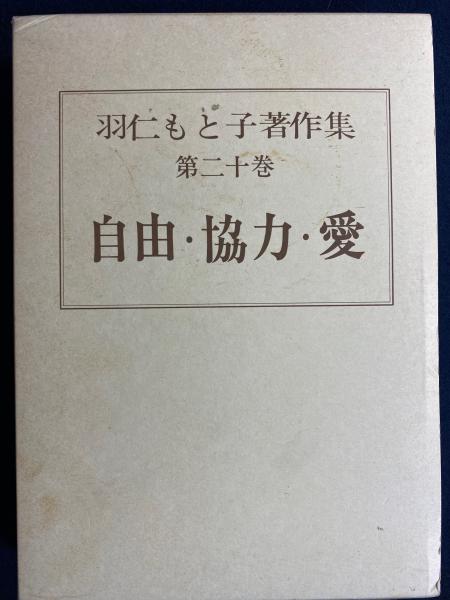 羽仁もと子著作集
第二十巻
自由・協力・愛